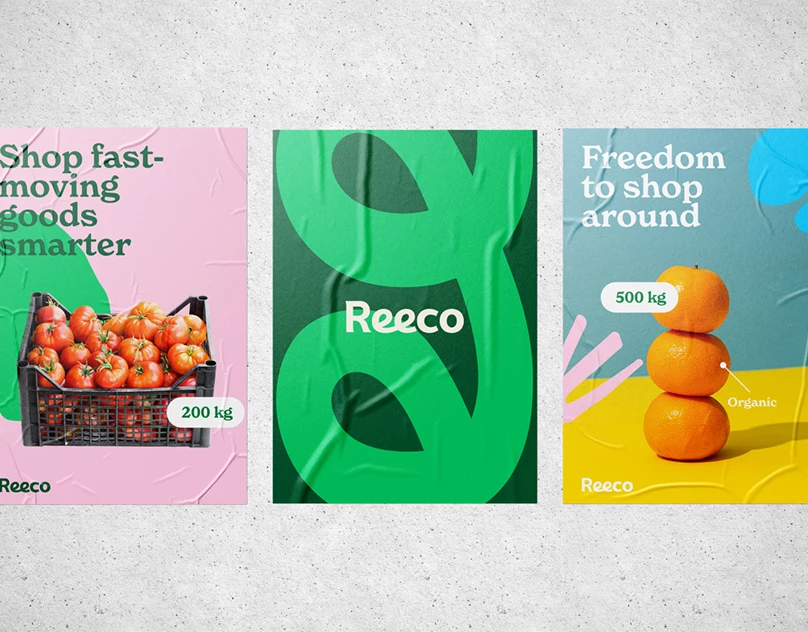 Shop fast-
moving
goods
smarter
200 kg
Reeco
Reeco
Freedom
to shop
around
500 kg
Organic
Reeco